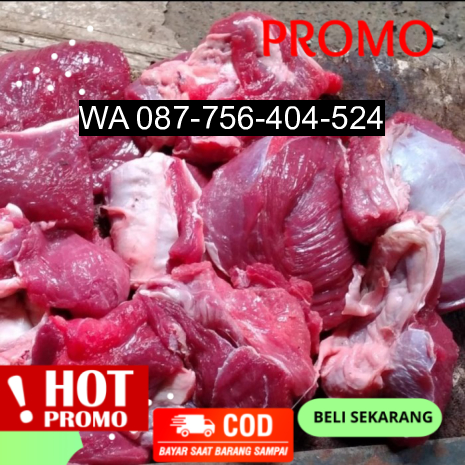 PROMO
WA 087-756-404-524
! HOT
PROMO
COD
BAYAR SAAT BARANG SAMPAI
BELI SEKARANG